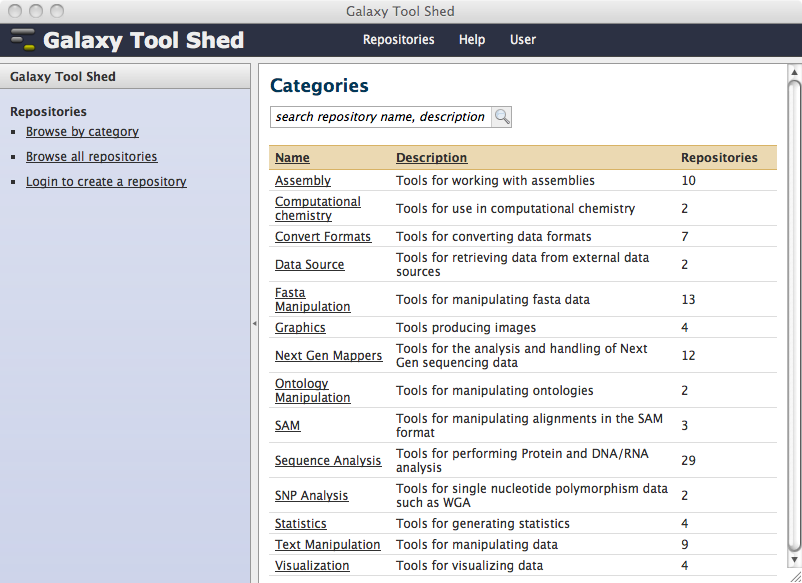 Galaxy Tool Shed
Galaxy Tool Shed
Repositories Help User
Galaxy Tool Shed
Repositories
Browse by category
Browse all repositories
Login to create a repository
Categories
search repository name, description
Name Description Repositories
Assembly Tools for working with assemblies 10
Computational
chemistry Tools for use in computational chemistry 2
Convert Formats Tools for converting data formats 7
Data Source Tools for retrieving data from external data
sources 2
Fasta
Manipulation Tools for manipulating fasta data 13
Graphics Tools producing images 4
Next Gen Mappers Tools for the analysis and handling of Next
Gen sequencing data 12
Ontology
Manipulation Tools for manipulating ontologies 2
SAM Tools for manipulating alignments in the SAM
format 3
Sequence Analysis Tools for performing Protein and DNA/RNA
analysis 29
SNP Analysis Tools for single nucleotide polymorphism data
such as WGA 2
Statistics Tools for generating statistics 4
Text Manipulation Tools for manipulating data 9
Visualization Tools for visualizing data 4